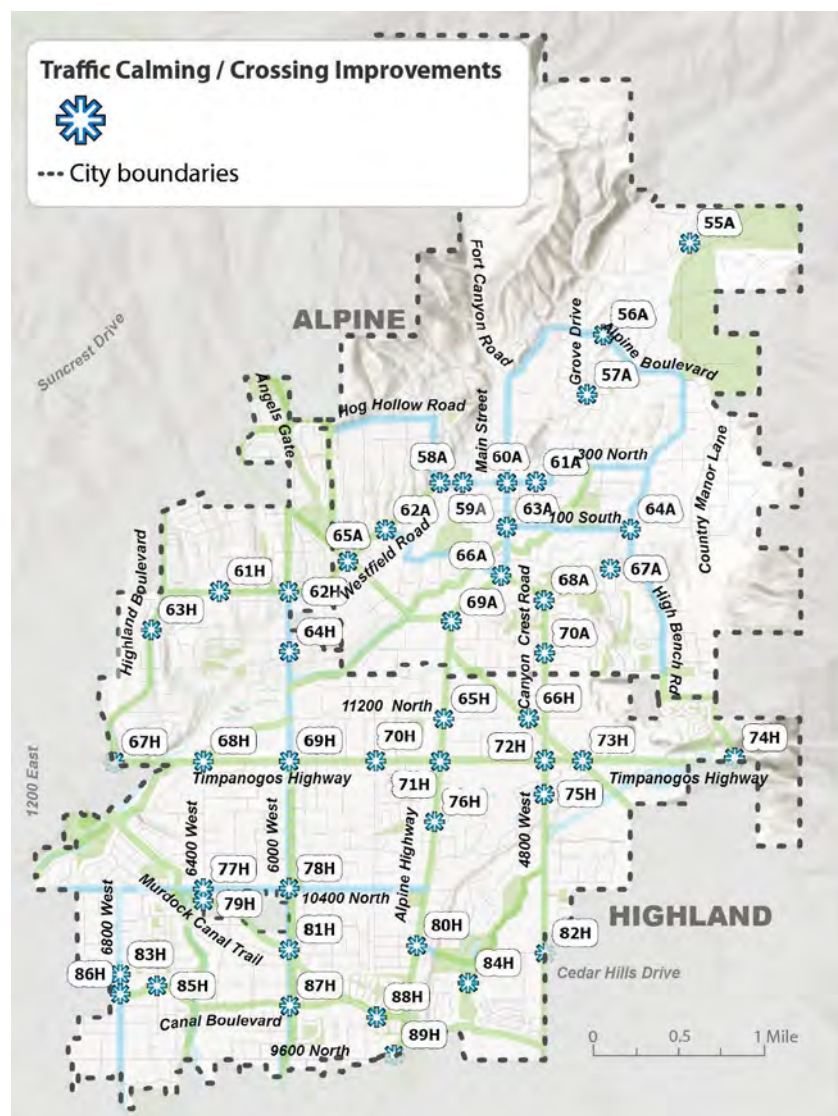 Traffic Calming / Crossing Improvements
City boundaries
55A
Fort Canyon Road
ALPINE
56A
Grove Drive
Alpine Boulevard
Suncrest Drive
57A
Angels Gate
Hog Hollow Road
Main Street
Country Manor Lane
58A
60A
61A
300 North
62A
59A
63A
100 South
64A
65A
Westfield Road
66A
67A
61H
62H
68A
High Bench Rd
63H
Highland Boulevard
69A
Canyon Crest Road
64H
70A
65H
66H
11200 North
67H
68H
69H
70H
72H
73H
74H
Timpanogos Highway
71H
Timpanogos Highway
1200 East
76H
75H
6400 West
6000 West
Alpine Highway
4800 West
77H
78H
79H
10400 North
Murdock Canal Trail
HIGHLAND
6800 West
81H
80H
82H
83H
86H
84H
Cedar Hills Drive
85H
87H
88H
Canal Boulevard
89H
9600 North
0 0.5 1 Mile